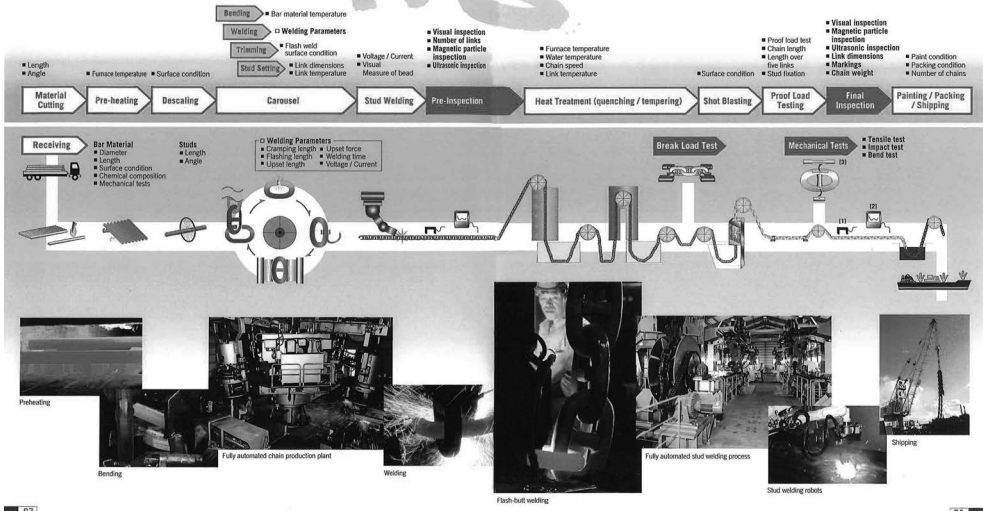 Bending
■ Bar material temperature
Welding
□ Welding Parameters
Trimming
■ Flash weld
surface condition
Stud Setting
■ Link dimensions
■ Link temperature
■ Length
■ Angle
■ Furnace temperature
■ Surface condition
■ Voltage / Current
■ Visual
Measure of bead
■ Visual inspection
■ Number of links
■ Magnetic particle
inspection
■ Ultrasonic inspection
■ Furnace temperature
■ Water temperature
■ Chain speed
■ Link temperature
■ Surface condition
■ Proof load test
■ Chain length
■ Length over
five links
■ Stud fixation
■ Visual inspection
■ Magnetic particle
inspection
■ Ultrasonic inspection
■ Link dimensions
■ Markings
■ Chain weight
■ Paint condition
■ Packing condition
■ Number of chains
Material
Cutting
Pre-heating
Descaling
Carousel
Stud Welding
Pre-Inspection
Heat Treatment (quenching / tempering)
Shot Blasting
Proof Load
Testing
Final
Inspection
Painting / Packing
/ Shipping
Receiving
Bar Material
■ Diameter
■ Length
■ Surface condition
■ Chemical composition
■ Mechanical tests
Studs
■ Length
■ Angle
□ Welding Parameters
■ Cramping length ■ Upset force
■ Flashing length ■ Welding time
■ Upset length ■ Voltage / Current
Break Load Test
Mechanical Tests
■ Tensile test
■ Impact test
■ Bend test
[3]
[1]
[2]
Preheating
Bending
Fully automated chain production plant
Welding
Flash-butt welding
Fully automated stud welding process
Stud welding robots
Shipping